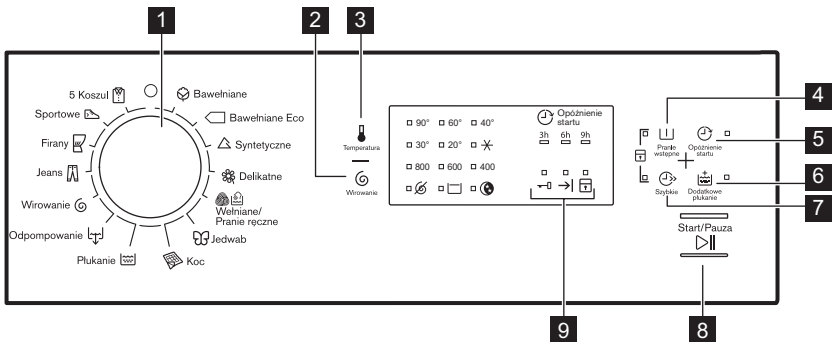 1
2
3
4
5
6
7
8
9
5 Koszul
Sportowe
Firany
Jeans
Wirowanie
Odpompowanie
Płukanie
Bawełniane
Bawełniane Eco
Syntetyczne
Delikatne
Wełniane/
Pranie ręczne
Jedwab
Koc
Temperatura
Wirowanie
90° 60° 40°
30° 20°
800 600 400
Opóźnienie
startu
3h 6h 9h
Pranie
wstępne
Opóźnienie
startu
Szybkie
Dodatkowe
płukanie
Start/Pauza